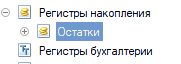 Регистры накопления
Остатки
Регистры бухгалтерии